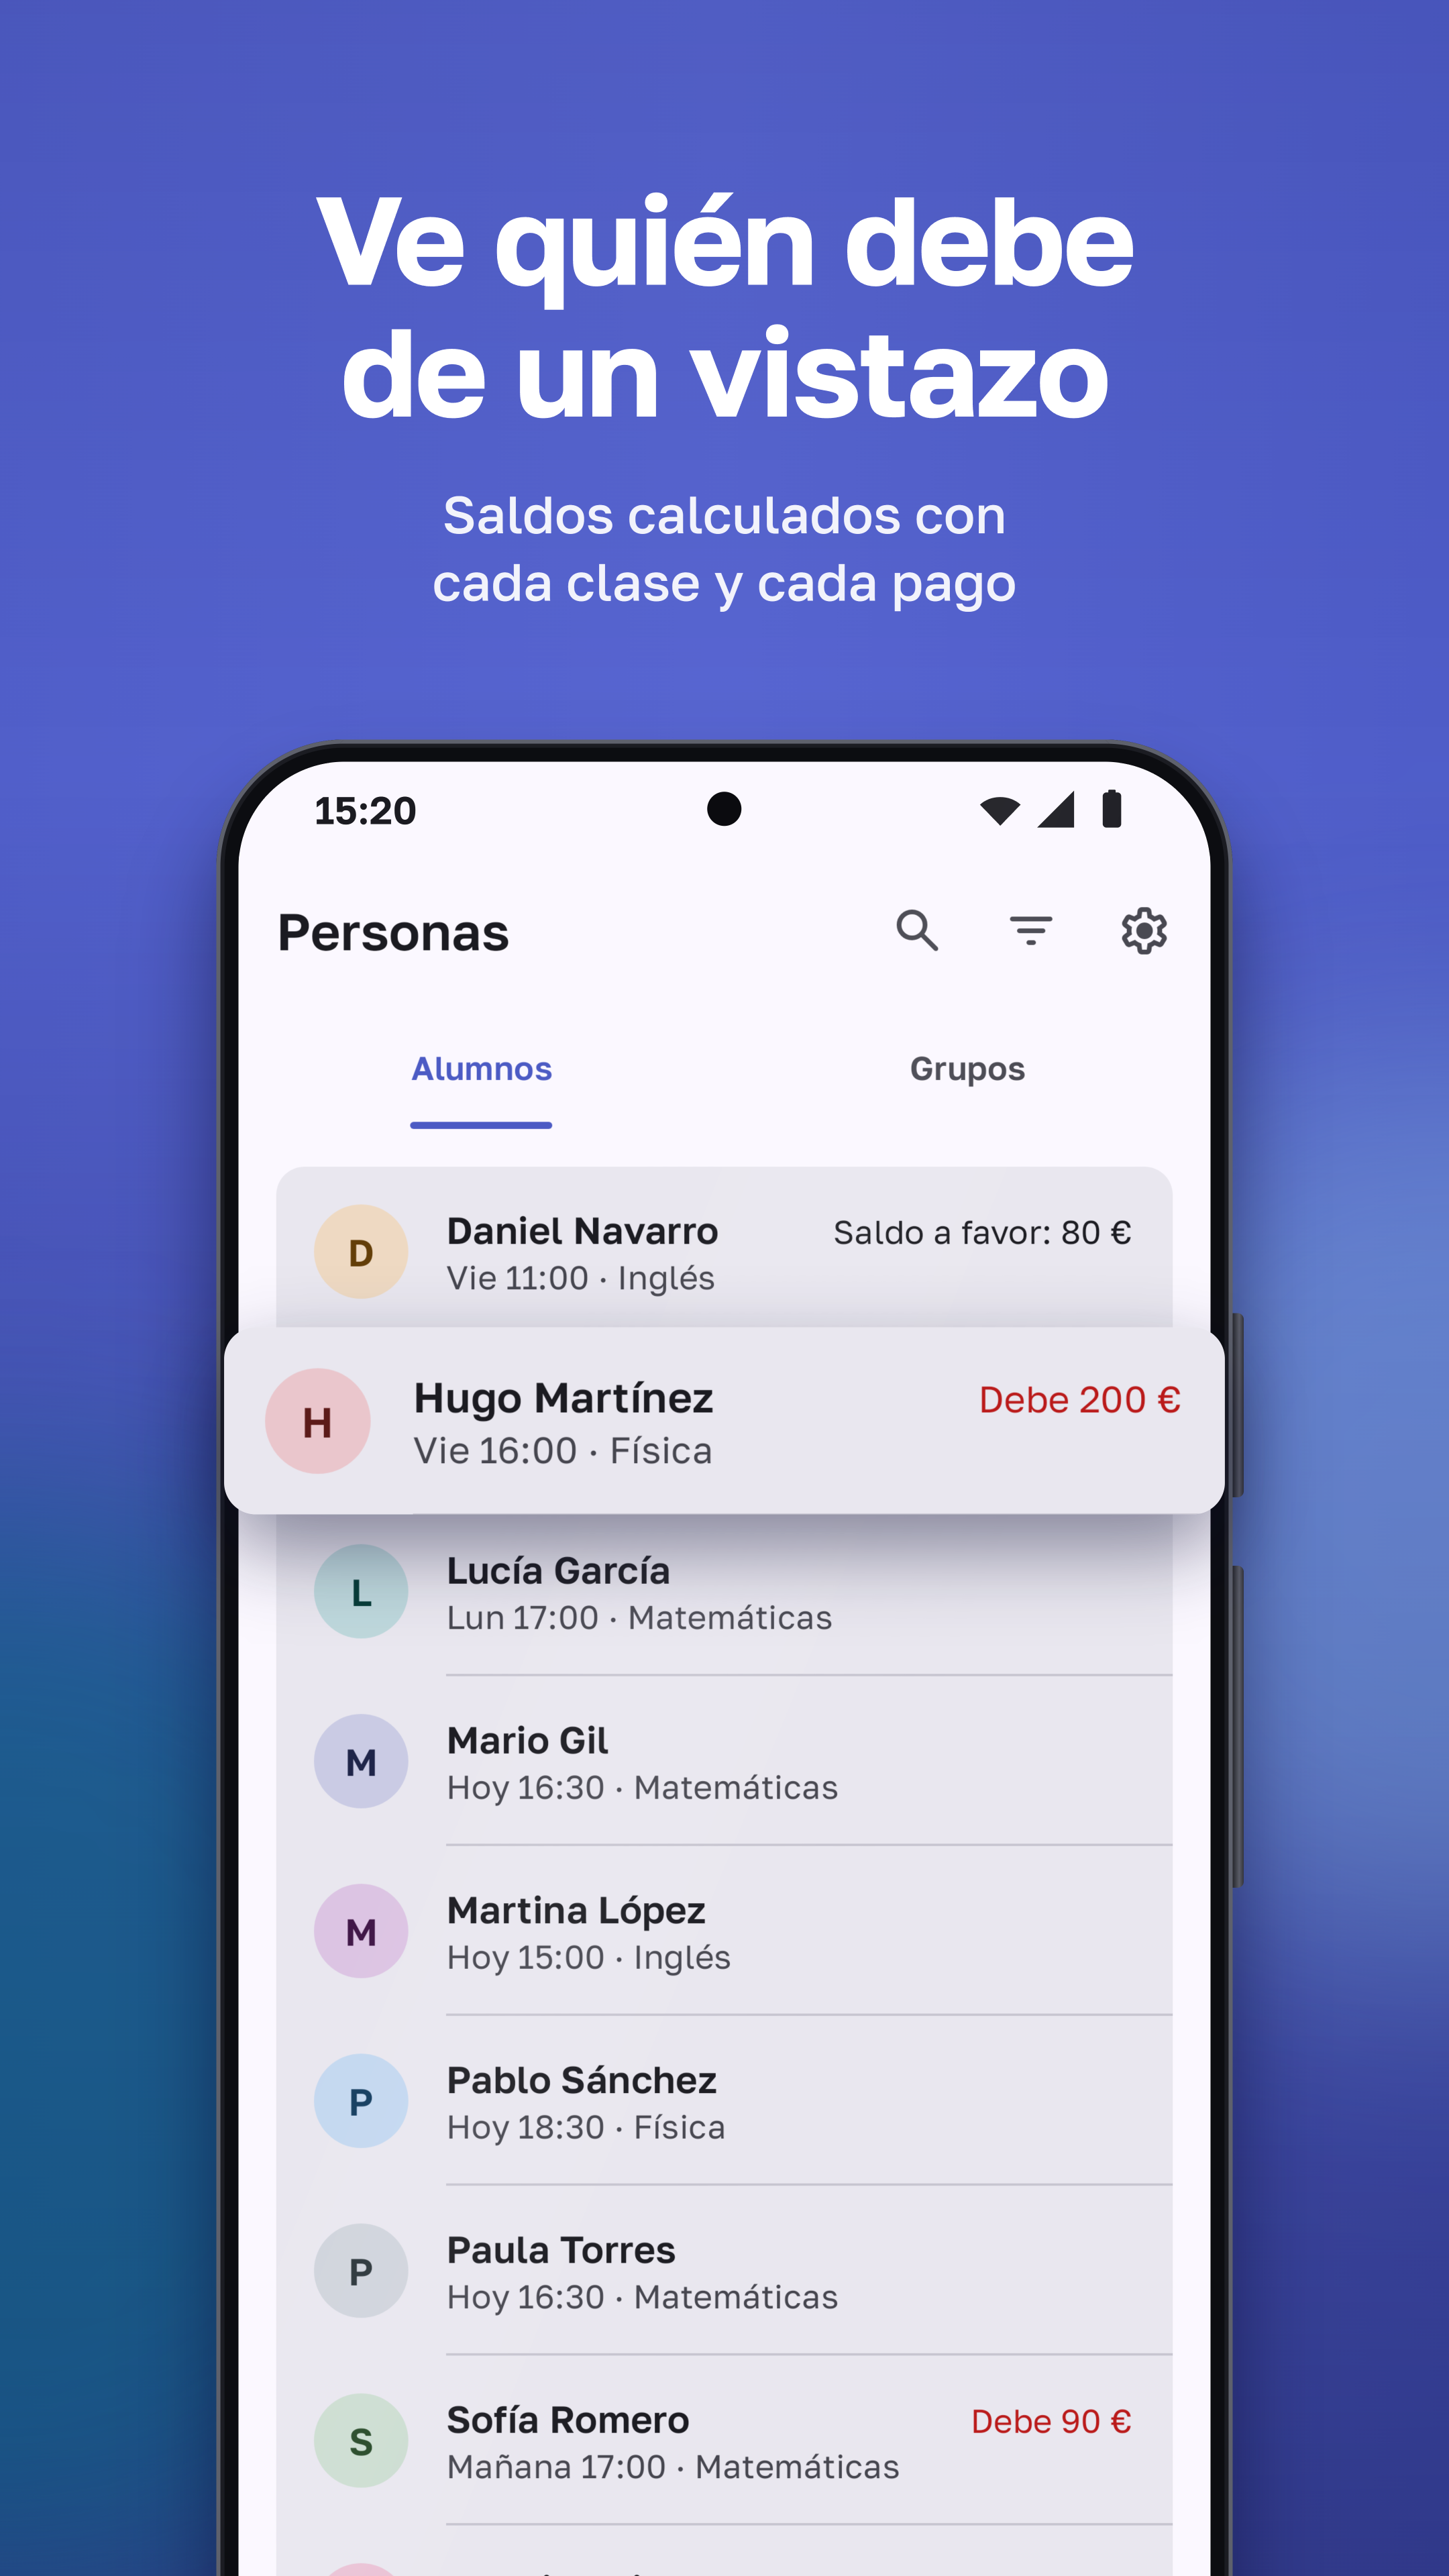 Ve quién debe
de un vistazo
Saldos calculados con
cada clase y cada pago
15:20
Personas
Alumnos
Grupos
D
Daniel Navarro
Saldo a favor: 80 €
Vie 11:00 · Inglés
H
Hugo Martínez
Debe 200 €
Vie 16:00 · Física
L
Lucía García
Lun 17:00 · Matemáticas
M
Mario Gil
Hoy 16:30 · Matemáticas
M
Martina López
Hoy 15:00 · Inglés
P
Pablo Sánchez
Hoy 18:30 · Física
P
Paula Torres
Hoy 16:30 · Matemáticas
S
Sofía Romero
Debe 90 €
Mañana 17:00 · Matemáticas